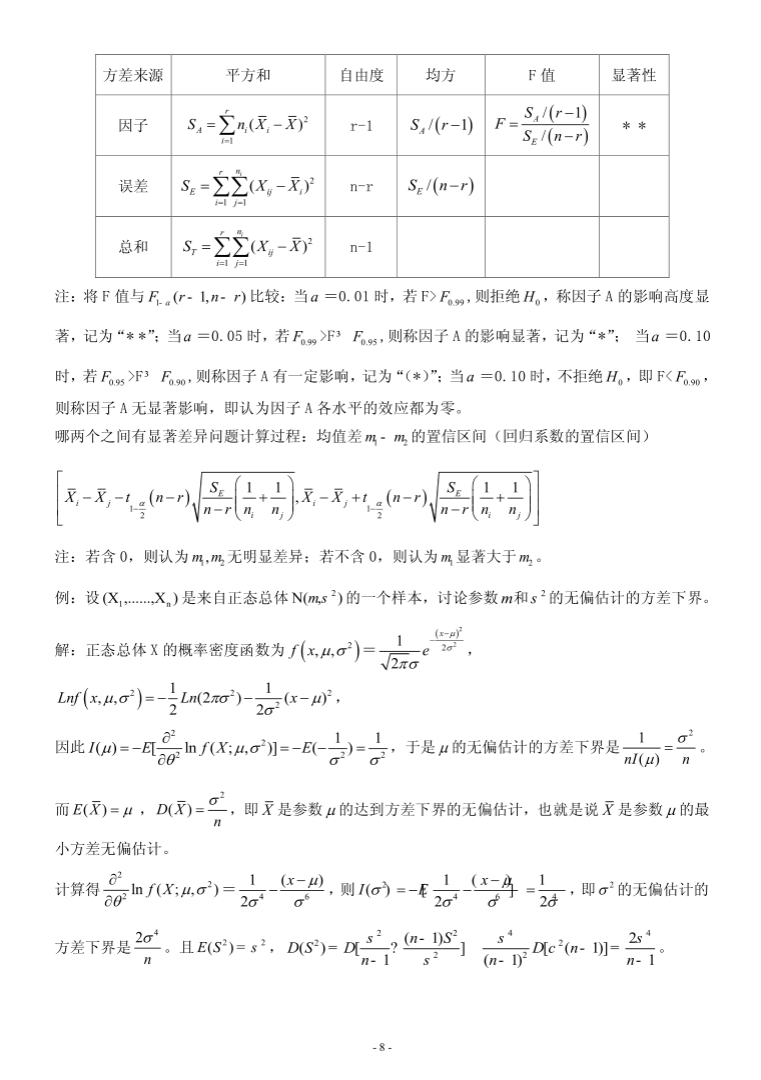 方差来源 平方和 自由度 均方 F 值 显著性
因子 $S_A=\sum_{i=1}^{r}n_i(\overline{X}_i-\overline{X})^2$ r-1 $S_A/(r-1)$ $F=\frac{S_A/(r-1)}{S_E/(n-r)}$ ＊＊
误差 $S_E=\sum_{i=1}^{r}\sum_{j=1}^{n_i}(X_{ij}-\overline{X}_i)^2$ n-r $S_E/(n-r)$
总和 $S_T=\sum_{i=1}^{r}\sum_{j=1}^{n_i}(X_{ij}-\overline{X})^2$ n-1
注：将 F 值与 $F_{1-a}(r-1,n-r)$ 比较：当 $a$ ＝0.01 时，若 F> $F_{0.99}$ ,则拒绝 $H_0$ ，称因子 A 的影响高度显
著，记为“＊＊”；当 $a$ ＝0.05 时，若 $F_{0.99}$ >F³ $F_{0.95}$ ,则称因子 A 的影响显著，记为“＊”； 当 $a$ ＝0.10
时，若 $F_{0.95}$ >F³ $F_{0.90}$ ,则称因子 A 有一定影响，记为“(＊)”；当 $a$ ＝0.10 时，不拒绝 $H_0$ ，即 F< $F_{0.90}$ ，
则称因子 A 无显著影响，即认为因子 A 各水平的效应都为零。
哪两个之间有显著差异问题计算过程：均值差 $m_1-m_2$ 的置信区间（回归系数的置信区间）
$\left[\overline{X}_i-\overline{X}_j-t_{1-\frac{\alpha}{2}}(n-r)\sqrt{\frac{S_E}{n-r}\left(\frac{1}{n_i}+\frac{1}{n_j}\right)},\overline{X}_i-\overline{X}_j+t_{1-\frac{\alpha}{2}}(n-r)\sqrt{\frac{S_E}{n-r}\left(\frac{1}{n_i}+\frac{1}{n_j}\right)}\right]$
注：若含 0，则认为 $m_1,m_2$ 无明显差异；若不含 0，则认为 $m_1$ 显著大于 $m_2$ 。
例：设 $(X_1,......,X_n)$ 是来自正态总体 $N(m,s^2)$ 的一个样本，讨论参数 $m$ 和 $s^2$ 的无偏估计的方差下界。
解：正态总体 X 的概率密度函数为 $f(x,\mu,\sigma^2)=\frac{1}{\sqrt{2\pi\sigma}}e^{\frac{(x-\mu)^2}{2\sigma^2}}$ ，
$Lnf(x,\mu,\sigma^2)=-\frac{1}{2}Ln(2\pi\sigma^2)-\frac{1}{2\sigma^2}(x-\mu)^2$ ，
因此 $I(\mu)=-E[\frac{\partial^2}{\partial\theta^2}\ln f(X;\mu,\sigma^2)]=-E(-\frac{1}{\sigma^2})=\frac{1}{\sigma^2}$ ，于是 $\mu$ 的无偏估计的方差下界是 $\frac{1}{nI(\mu)}=\frac{\sigma^2}{n}$ 。
而 $E(\overline{X})=\mu$ ，$D(\overline{X})=\frac{\sigma^2}{n}$ ，即 $\overline{X}$ 是参数 $\mu$ 的达到方差下界的无偏估计，也就是说 $\overline{X}$ 是参数 $\mu$ 的最
小方差无偏估计。
计算得 $\frac{\partial^2}{\partial\theta^2}\ln f(X;\mu,\sigma^2)=\frac{1}{2\sigma^4}-\frac{(x-\mu)}{\sigma^6}$ ，则 $I(\sigma^2)=-E[\frac{1}{2\sigma^4}-\frac{(x-\mu)}{\sigma^6}]=\frac{1}{2\sigma^4}$ ，即 $\sigma^2$ 的无偏估计的
方差下界是 $\frac{2\sigma^4}{n}$ 。且 $E(S^2)=s^2$ ，$D(S^2)=D[\frac{s^2}{n-1}?\frac{(n-1)S^2}{s^2}]$ $\frac{s^4}{(n-1)^2}D[c^2(n-1)]=\frac{2s^4}{n-1}$ 。
- 8 -